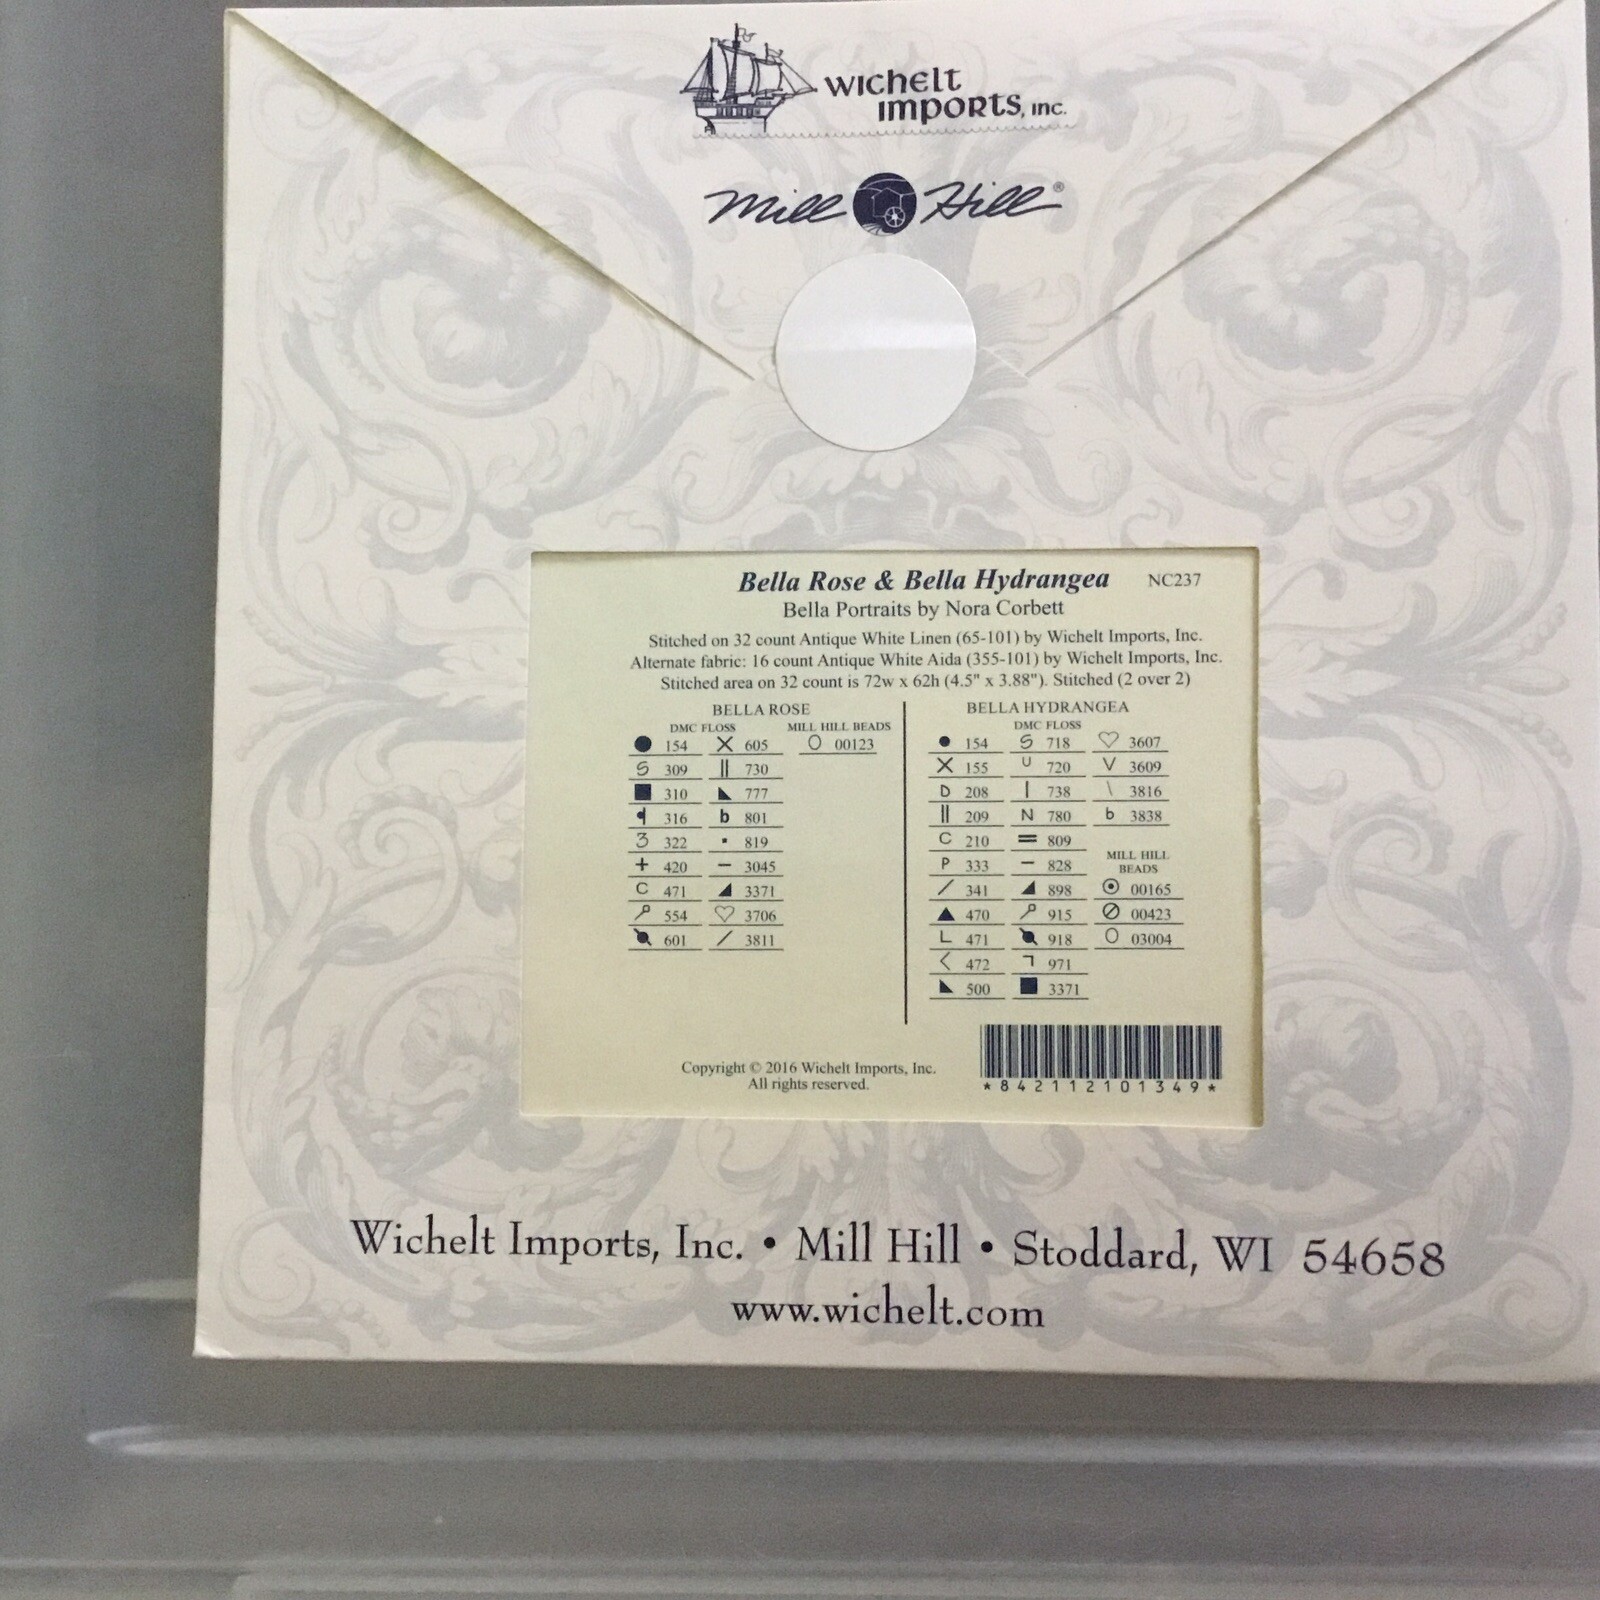 Wichelt
Imports, Inc.
Mill Hill®
Bella Rose & Bella Hydrangea NC237
Bella Portraits by Nora Corbett
Stitched on 32 count Antique White Linen (65-101) by Wichelt Imports, Inc.
Alternate fabric: 16 count Antique White Aida (355-101) by Wichelt Imports, Inc.
Stitched area on 32 count is 72w x 62h (4.5" x 3.88"). Stitched (2 over 2)
BELLA ROSE
DMC FLOSS MILL HILL BEADS
● 154 X 605 O 00123
S 309 || 730
■ 310 ◣ 777
316 b 801
3 322 ▪ 819
+ 420 — 3045
C 471 ◢ 3371
554 ♡ 3706
601 / 3811
BELLA HYDRANGEA
DMC FLOSS
● 154 S 718 ♡ 3607
X 155 U 720 V 3609
D 208 | 738 \ 3816
|| 209 N 780 b 3838
C 210 = 809
P 333 — 828 MILL HILL
BEADS
/ 341 ◢ 898 ⊙ 00165
▲ 470 915 ⊘ 00423
L 471 918 O 03004
< 472 ¬ 971
◣ 500 ■ 3371
Copyright © 2016 Wichelt Imports, Inc.
All rights reserved.
*842112101349*
Wichelt Imports, Inc. • Mill Hill • Stoddard, WI 54658
www.wichelt.com